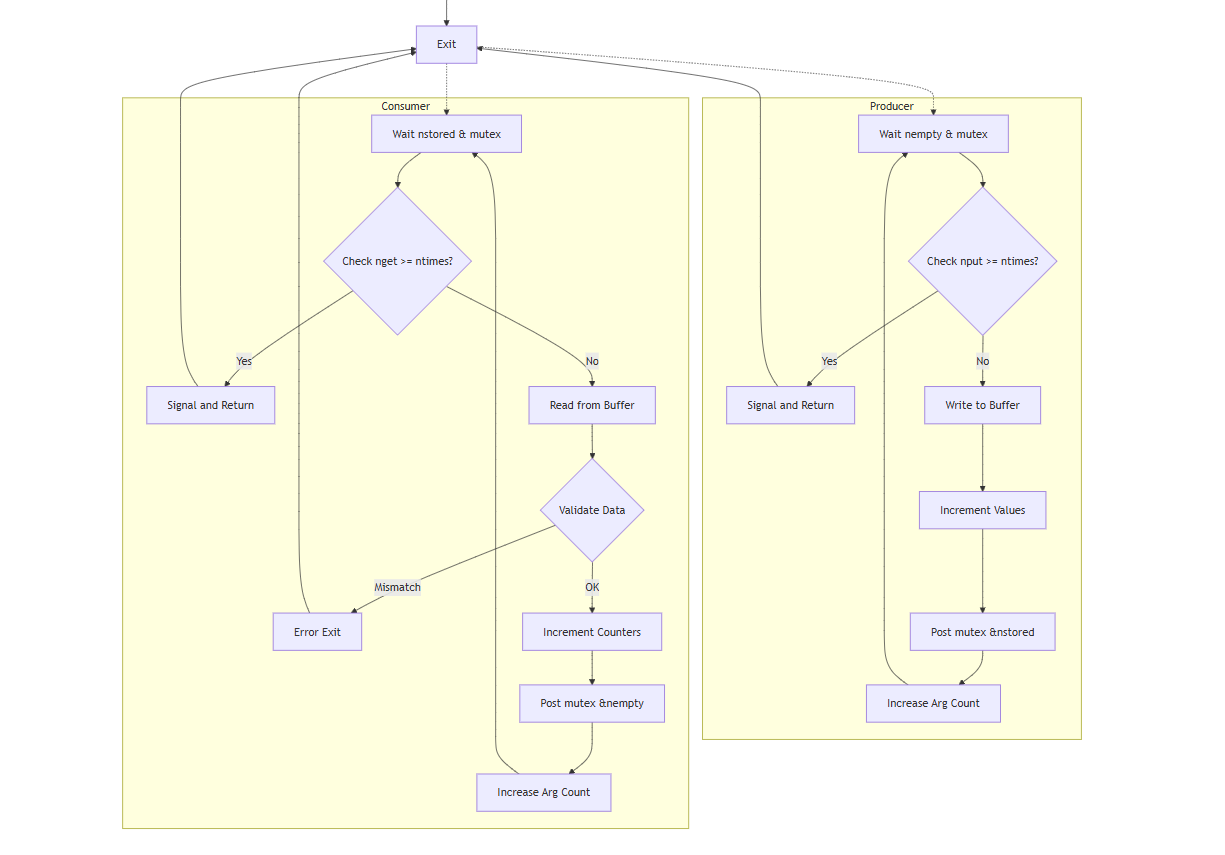 Exit
Consumer
Wait nstored & mutex
Check nget >= ntimes?
Yes
No
Signal and Return
Read from Buffer
Validate Data
Mismatch
OK
Error Exit
Increment Counters
Post mutex &nempty
Increase Arg Count
Producer
Wait nempty & mutex
Check nput >= ntimes?
Yes
No
Signal and Return
Write to Buffer
Increment Values
Post mutex &nstored
Increase Arg Count